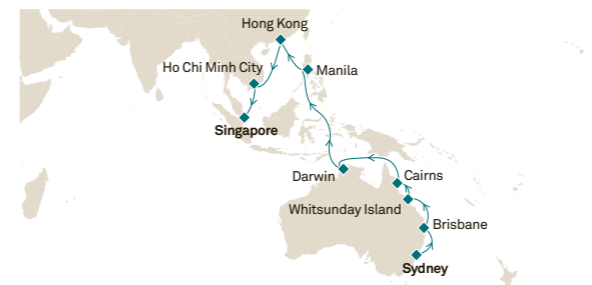 Hong Kong
Ho Chi Minh City
Manila
Singapore
Darwin
Cairns
Whitsunday Island
Brisbane
Sydney